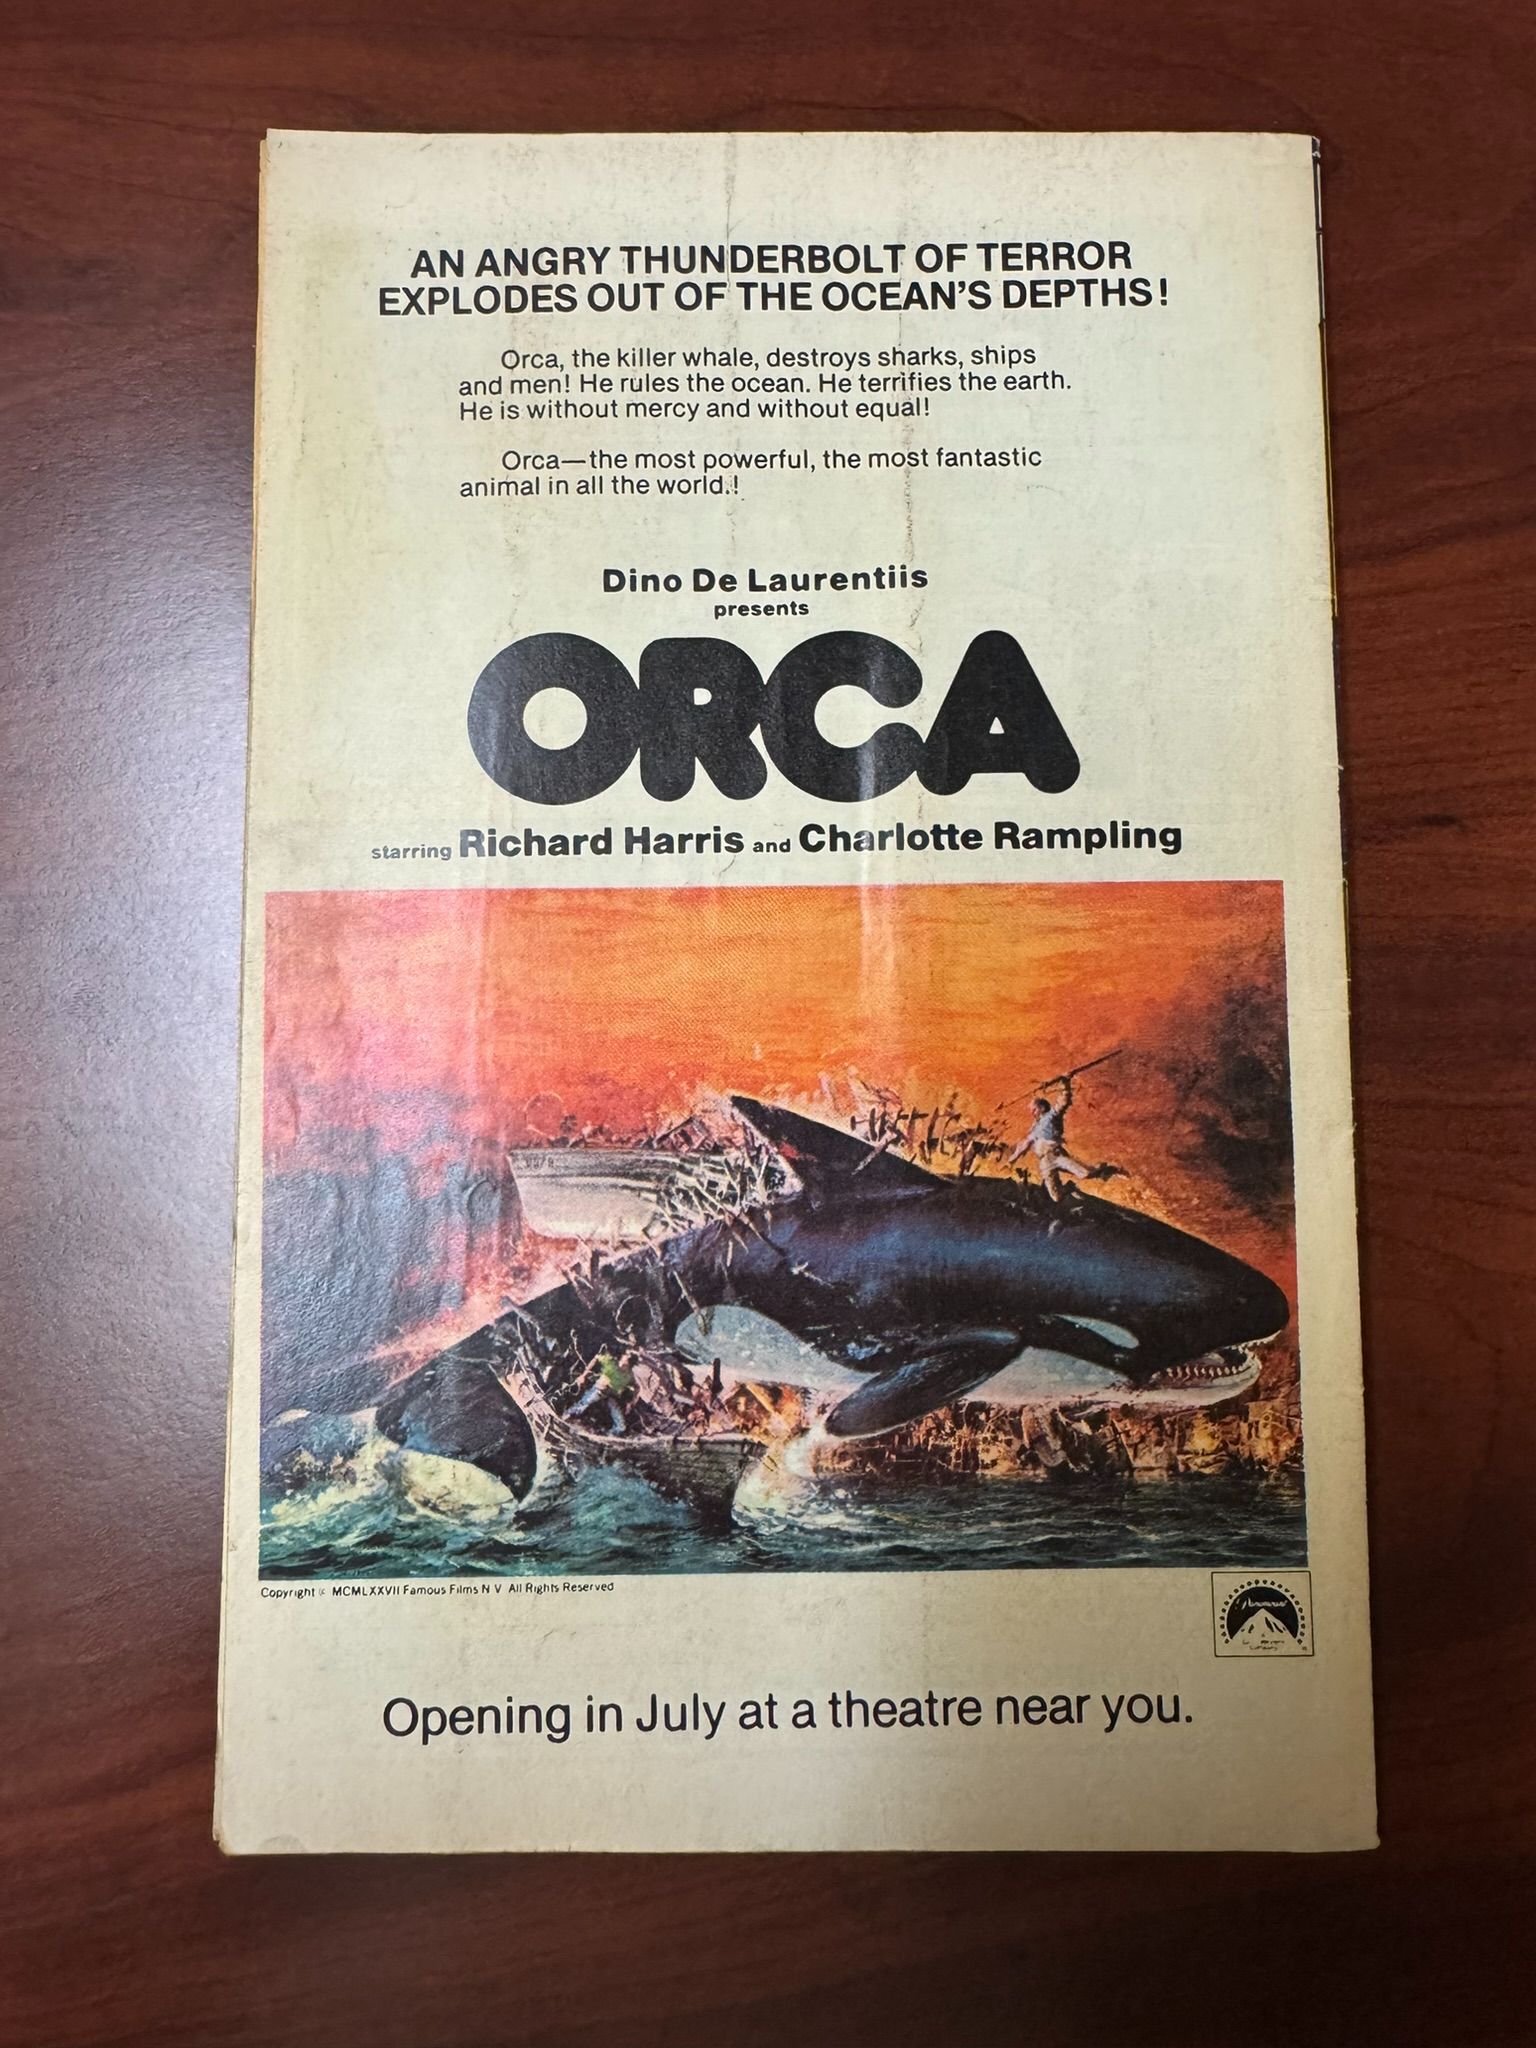 AN ANGRY THUNDERBOLT OF TERROR
EXPLODES OUT OF THE OCEAN'S DEPTHS!
Orca, the killer whale, destroys sharks, ships
and men! He rules the ocean. He terrifies the earth.
He is without mercy and without equal!
Orca—the most powerful, the most fantastic
animal in all the world.!
Dino De Laurentiis
presents
ORCA
starring Richard Harris and Charlotte Rampling
Copyright © MCMLXXVII Famous Films N V All Rights Reserved
Paramount
Opening in July at a theatre near you.